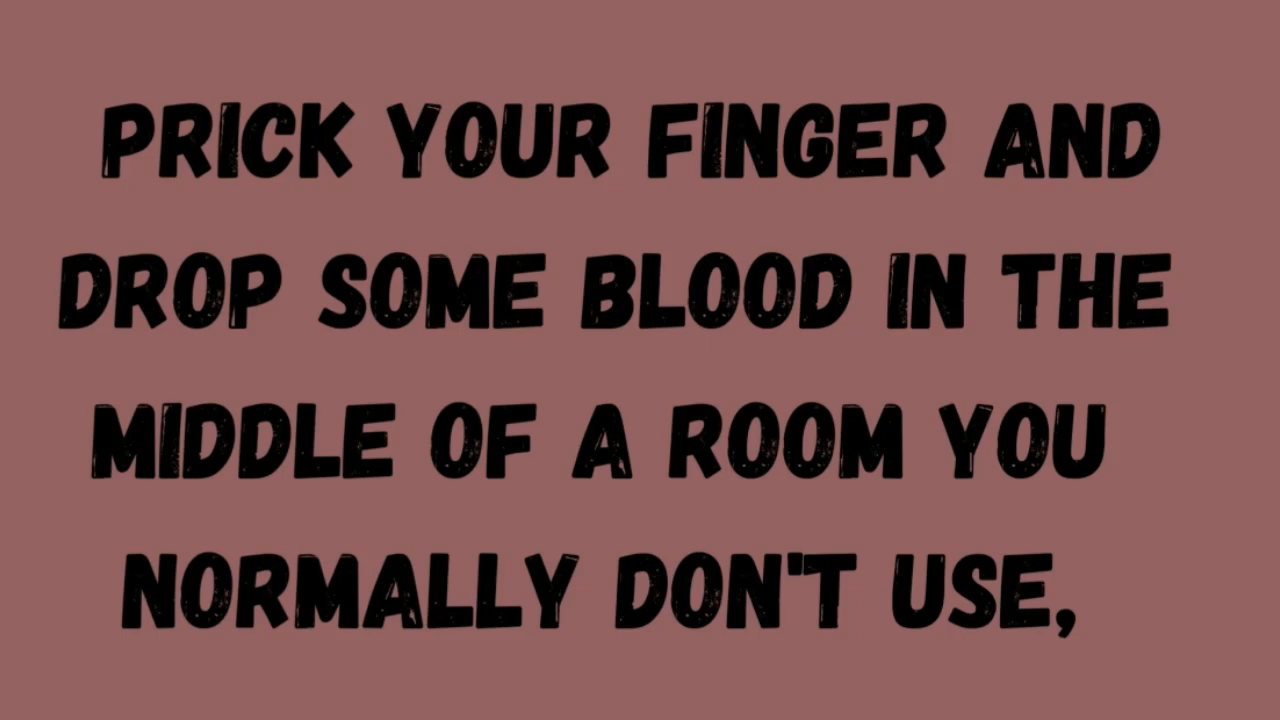 PRICK YOUR FINGER AND
DROP SOME BLOOD IN THE
MIDDLE OF A ROOM YOU
NORMALLY DON'T USE,